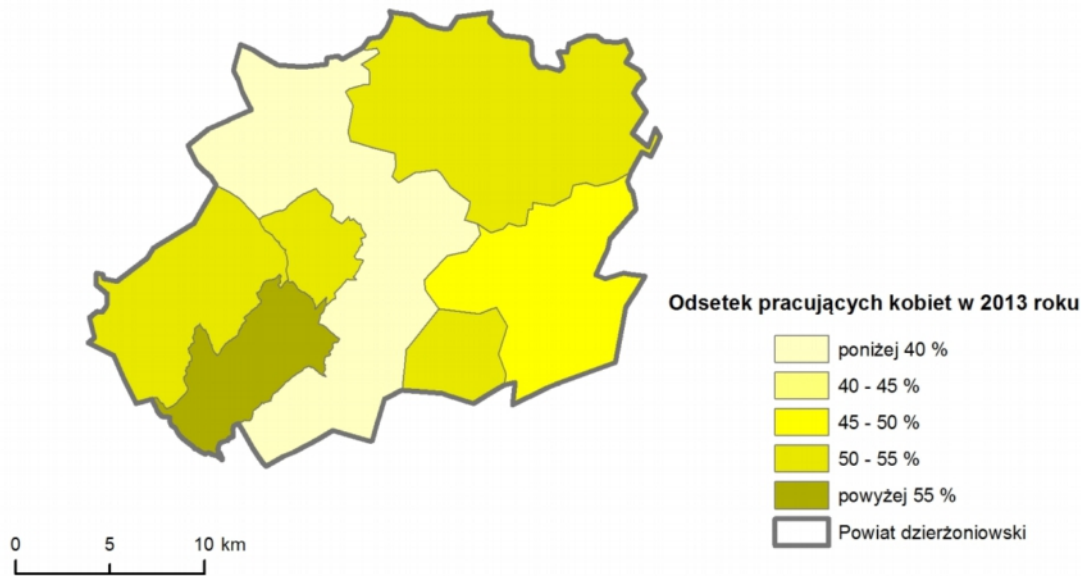 Odsetek pracujących kobiet w 2013 roku
poniżej 40 %
40 - 45 %
45 - 50 %
50 - 55 %
powyżej 55 %
Powiat dzierżoniowski
0 5 10 km